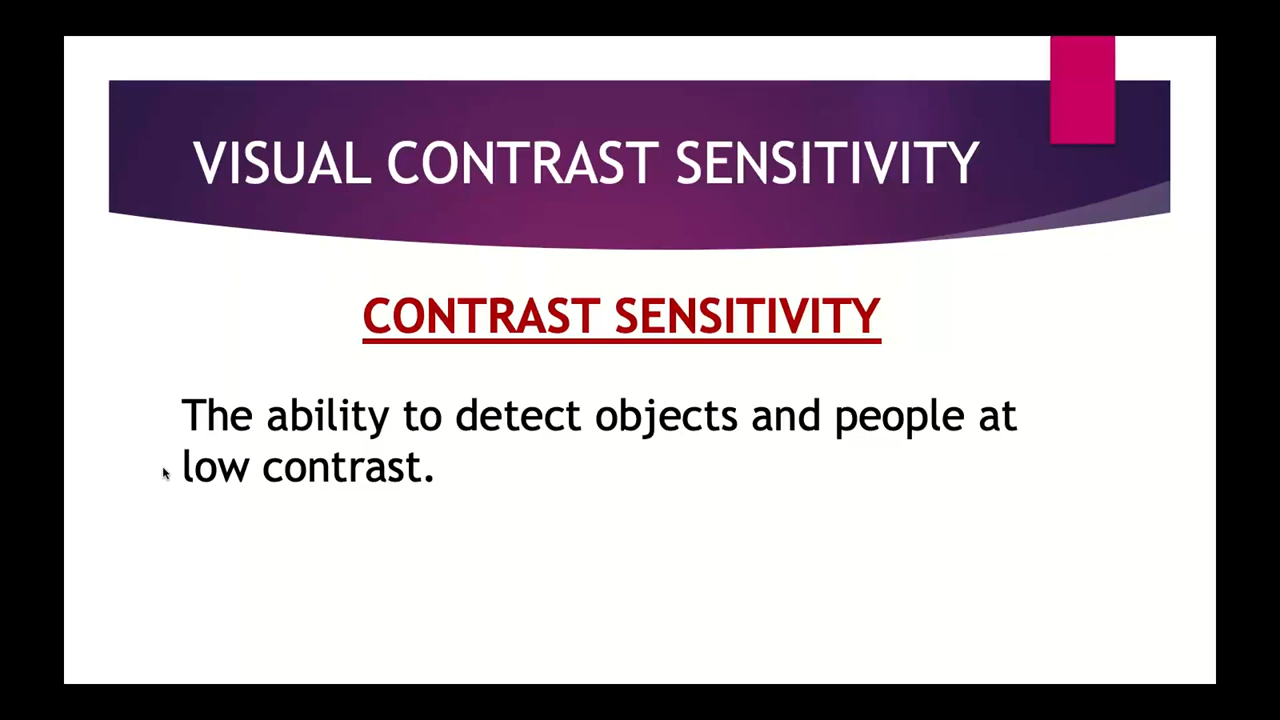 VISUAL CONTRAST SENSITIVITY
CONTRAST SENSITIVITY
The ability to detect objects and people at
low contrast.